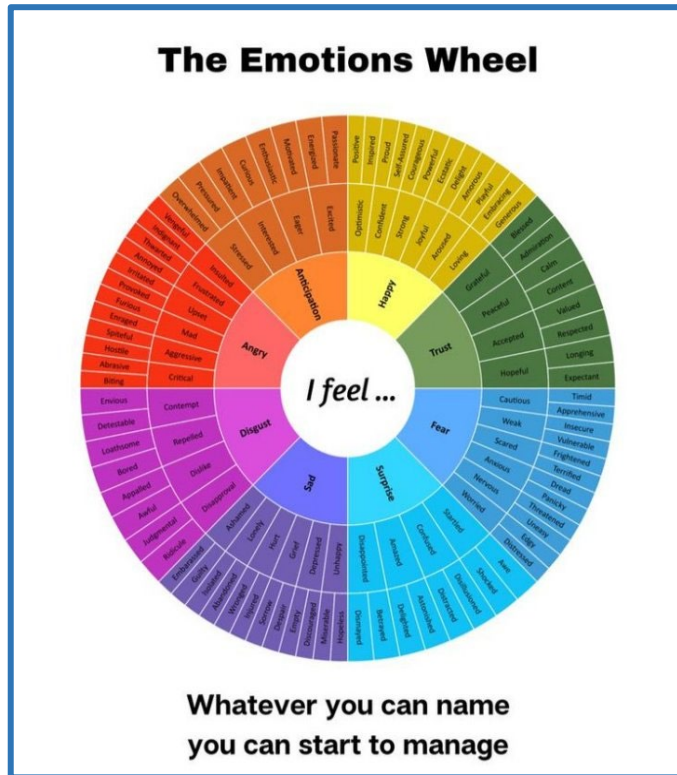 The Emotions Wheel
I feel ...
Happy
Optimistic
Confident
Strong
Joyful
Aroused
Loving
Positive
Inspired
Proud
Self-Assured
Courageous
Powerful
Ecstatic
Delight
Amorous
Playful
Embracing
Generous
Trust
Grateful
Peaceful
Accepted
Hopeful
Blessed
Admiration
Calm
Content
Valued
Respected
Longing
Expectant
Fear
Cautious
Weak
Scared
Anxious
Nervous
Worried
Timid
Apprehensive
Insecure
Vulnerable
Frightened
Terrified
Dread
Panicky
Threatened
Uneasy
Edgy
Distressed
Surprise
Startled
Confused
Amazed
Disappointed
Awe
Shocked
Disillusioned
Distracted
Astonished
Delighted
Betrayed
Dismayed
Sad
Unhappy
Depressed
Grief
Hurt
Lonely
Ashamed
Hopeless
Miserable
Discouraged
Empty
Despair
Sorrow
Injured
Wronged
Abandoned
Isolated
Guilty
Embarassed
Disgust
Disapproval
Dislike
Repelled
Contempt
Ridicule
Judgmental
Awful
Appalled
Bored
Loathsome
Detestable
Envious
Angry
Critical
Aggressive
Mad
Upset
Frustrated
Insulted
Biting
Abrasive
Hostile
Spiteful
Enraged
Furious
Provoked
Irritated
Annoyed
Thwarted
Indignant
Vengeful
Anticipation
Stressed
Interested
Eager
Excited
Overwhelmed
Pressured
Impatient
Curious
Enthusiastic
Motivated
Energized
Passionate
Whatever you can name
you can start to manage